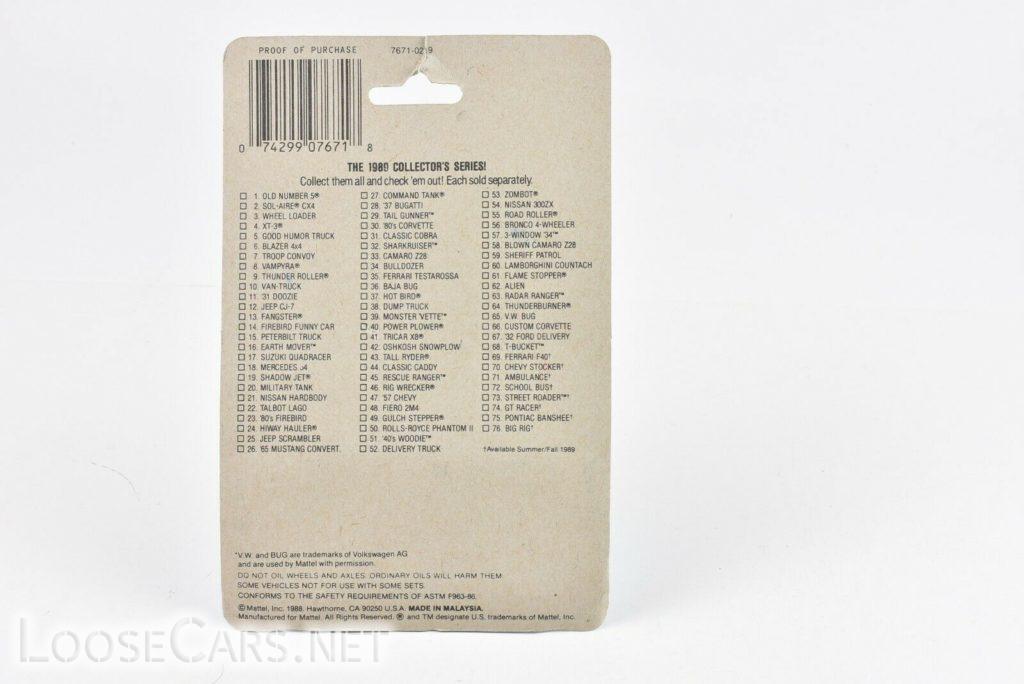 PROOF OF PURCHASE 7671-0219
0 74299 07671 8
THE 1989 COLLECTOR'S SERIES!
Collect them all and check 'em out! Each sold separately.
1. OLD NUMBER 5®
2. SOL-AIRE® CX4
3. WHEEL LOADER
4. XT-3®
5. GOOD HUMOR TRUCK
6. BLAZER 4x4
7. TROOP CONVOY
8. VAMPYRA®
9. THUNDER ROLLER®
10. VAN-TRUCK
11. '31 DOOZIE
12. JEEP CJ-7
13. FANGSTER®
14. FIREBIRD FUNNY CAR
15. PETERBILT TRUCK
16. EARTH MOVER™
17. SUZUKI QUADRACER
18. MERCEDES
19. SHADOW JET®
20. MILITARY TANK
21. NISSAN HARDBODY
22. TALBOT LAGO
23. '80's FIREBIRD
24. HIWAY HAULER®
25. JEEP SCRAMBLER
26. '65 MUSTANG CONVERT.
27. COMMAND TANK®
28. '37 BUGATTI
29. TAIL GUNNER™
30. '80's CORVETTE
31. CLASSIC COBRA
32. SHARKRUISER™
33. CAMARO Z28
34. BULLDOZER
35. FERRARI TESTAROSSA
36. BAJA BUG
37. HOT BIRD®
38. DUMP TRUCK
39. MONSTER 'VETTE™
40. POWER PLOWER®
41. TRICAR X8®
42. OSHKOSH SNOWPLOW
43. TALL RYDER®
44. CLASSIC CADDY
45. RESCUE RANGER™
46. RIG WRECKER®
47. '57 CHEVY
48. FIERO 2M4
49. GULCH STEPPER®
50. ROLLS-ROYCE PHANTOM II
51. '40's WOODIE™
52. DELIVERY TRUCK
53. ZOMBOT®
54. NISSAN 300ZX
55. ROAD ROLLER®
56. BRONCO 4-WHEELER
57. 3-WINDOW '34™
58. BLOWN CAMARO Z28
59. SHERIFF PATROL
60. LAMBORGHINI COUNTACH
61. FLAME STOPPER®
62. ALIEN
63. RADAR RANGER™
64. THUNDERBURNER®
65. V.W. BUG
66. CUSTOM CORVETTE
67. '32 FORD DELIVERY
68. T-BUCKET™
69. FERRARI F40†
70. CHEVY STOCKER†
71. AMBULANCE†
72. SCHOOL BUS†
73. STREET ROADER™†
74. GT RACER†
75. PONTIAC BANSHEE†
76. BIG RIG†
†Available Summer/Fall 1989
*V.W. and BUG are trademarks of Volkswagen AG
and are used by Mattel with permission.
DO NOT OIL WHEELS AND AXLES. ORDINARY OILS WILL HARM THEM.
SOME VEHICLES NOT FOR USE WITH SOME SETS.
CONFORMS TO THE SAFETY REQUIREMENTS OF ASTM F963-86.
©Mattel, Inc. 1988. Hawthorne, CA 90250 U.S.A. MADE IN MALAYSIA.
Manufactured for Mattel. All Rights Reserved. ® and TM designate U.S. trademarks of Mattel, Inc.
LOOSECARS.NET